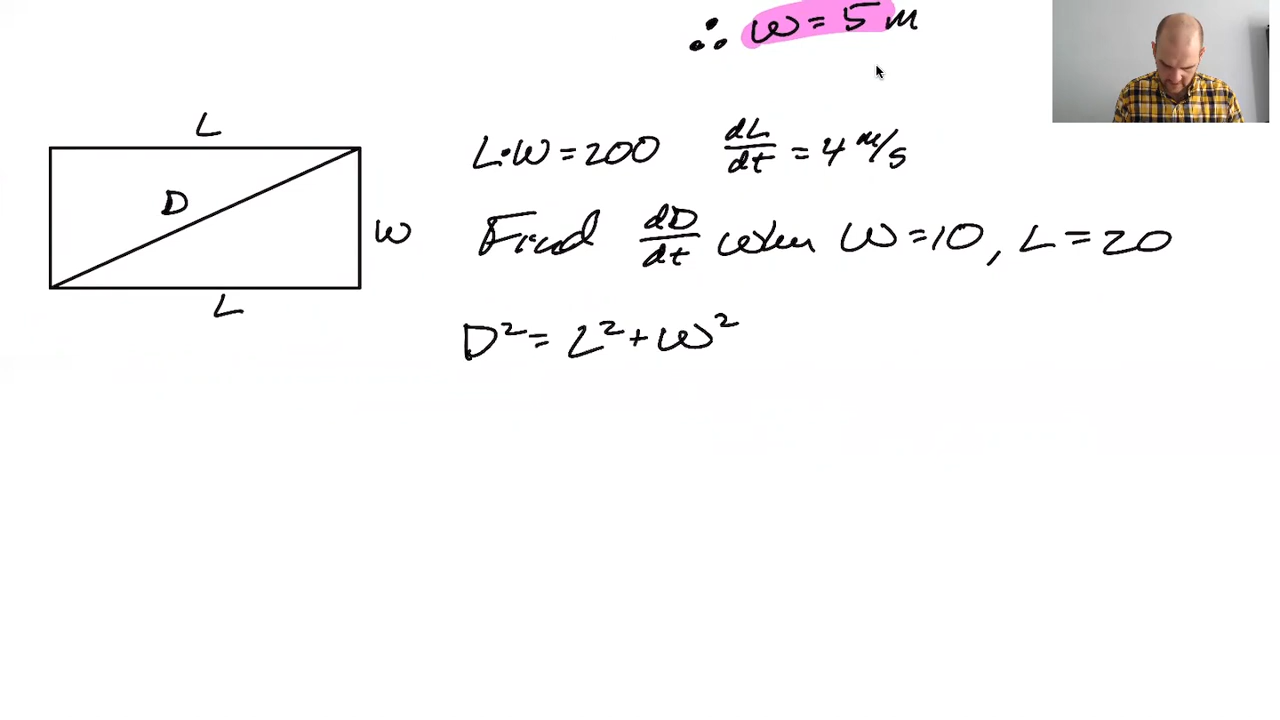 ∴ W = 5 m
L
L·W = 200 dL/dt = 4 m/s
D
W
Find dD/dt when W = 10, L = 20
L
D² = L² + W²